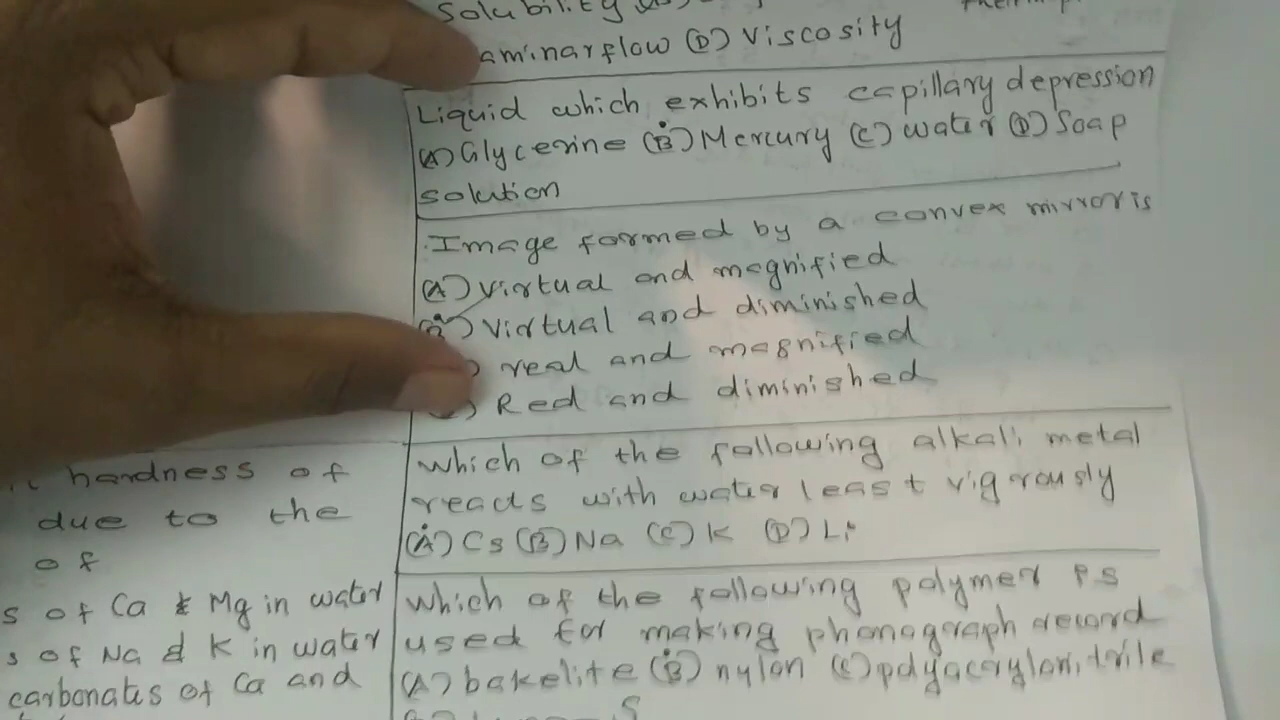 Solubility
aminarflow (D) Viscosity
Liquid which exhibits capillary depression
(A) Glycerine (B) Mercury (C) water (D) Soap
solution
Image formed by a convex mirror is
(A) Virtual and magnified
(B) Virtual and diminished
) real and magnified
) Red and diminished
which of the following alkali metal
reacts with water least vigrously
(A) Cs (B) Na (C) K (D) Li
which of the following polymer is
used for making phonograph record
(A) bakelite (B) nylon (C) polyacrylonitrile
hardness of
due to the
of
s of Ca & Mg in water
s of Na & K in water
carbonates of Ca and